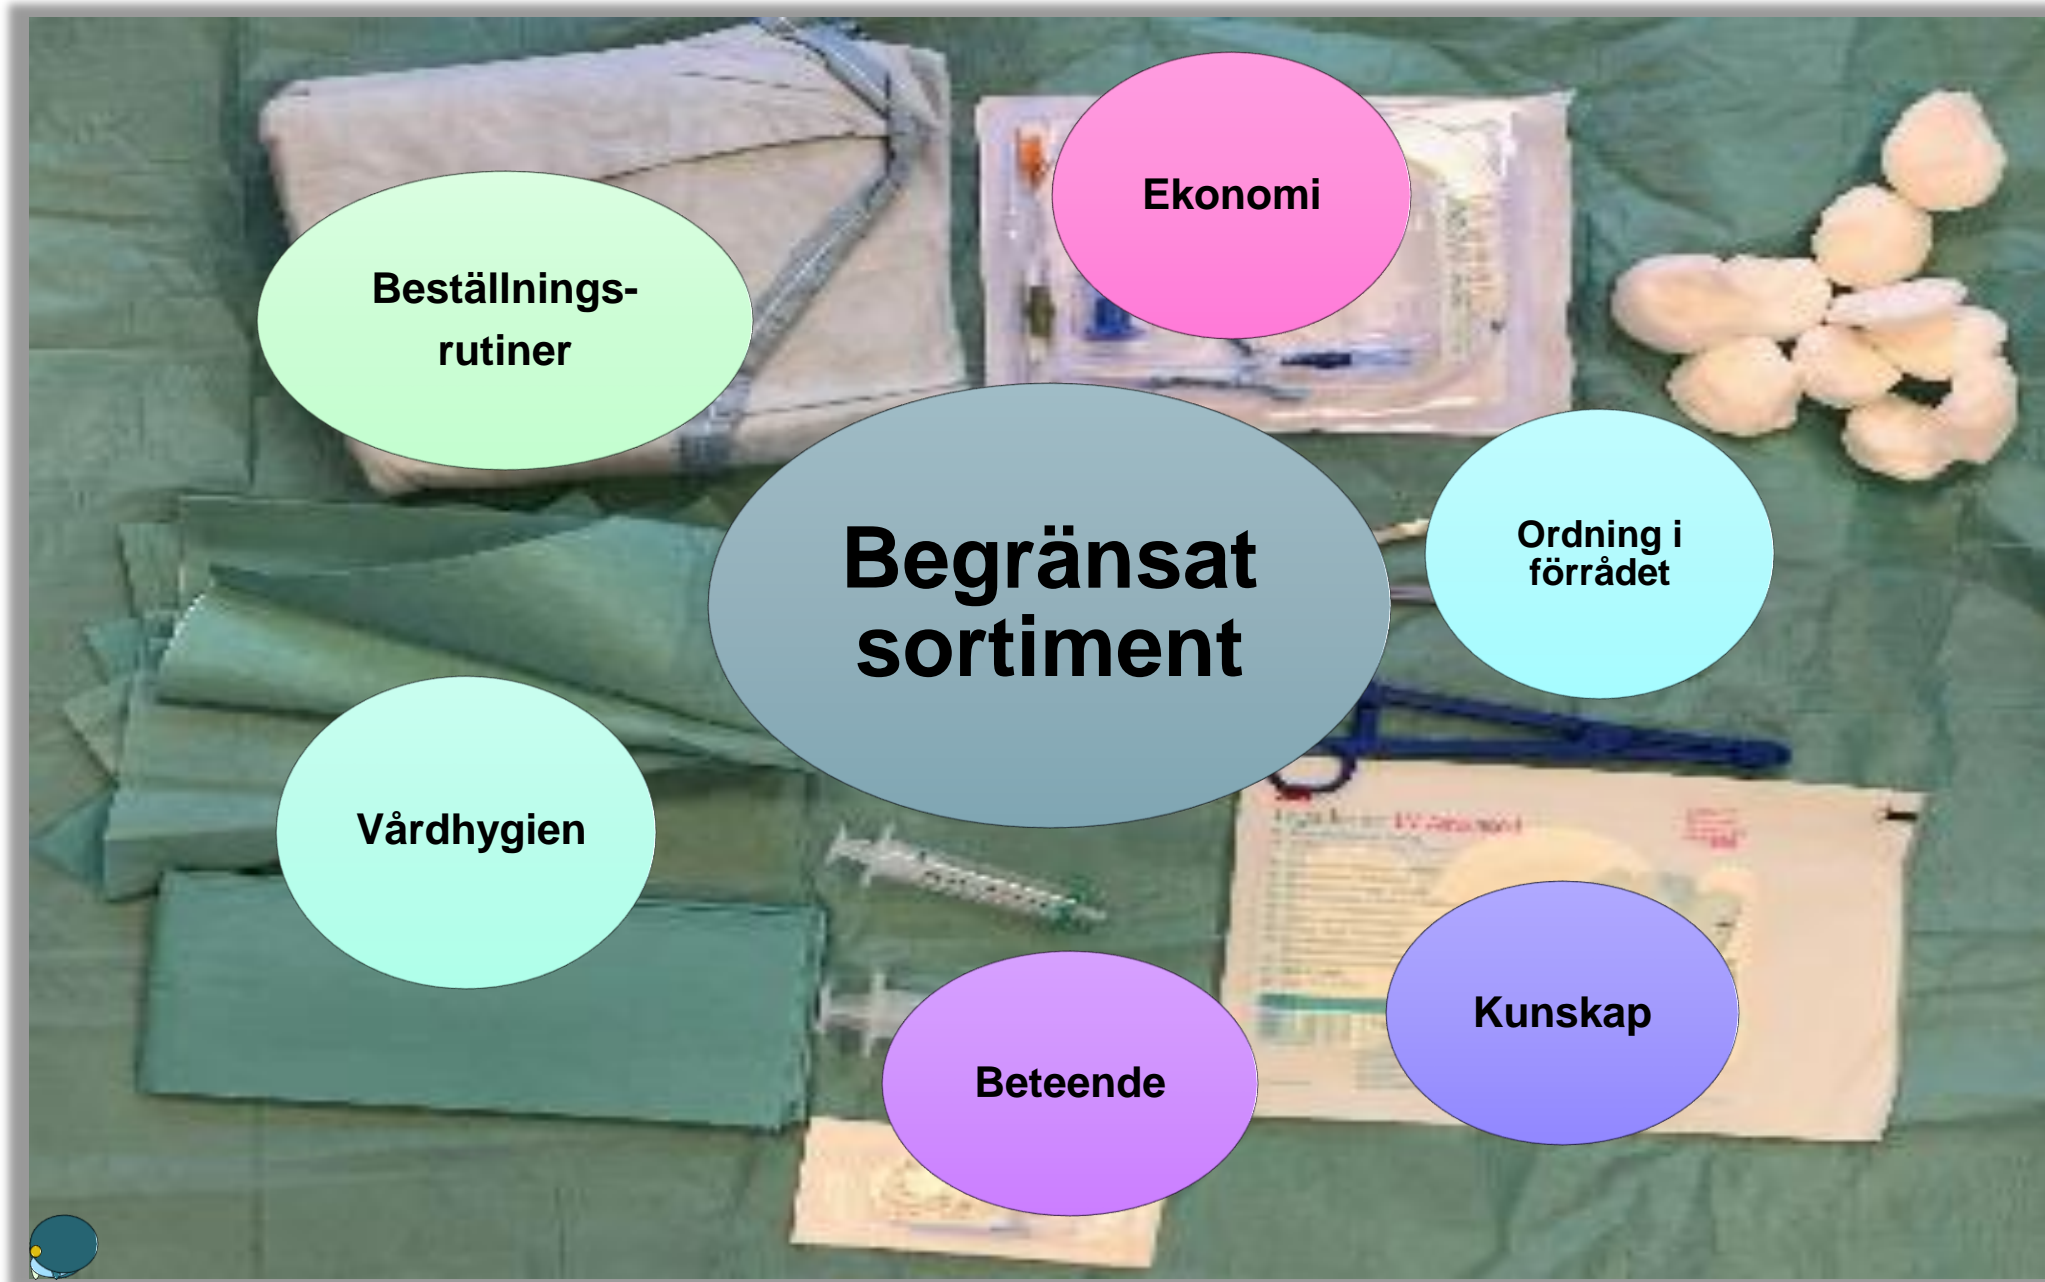 Ekonomi
Beställnings-
rutiner
Ordning i
förrådet
Begränsat
sortiment
Vårdhygien
Kunskap
Beteende